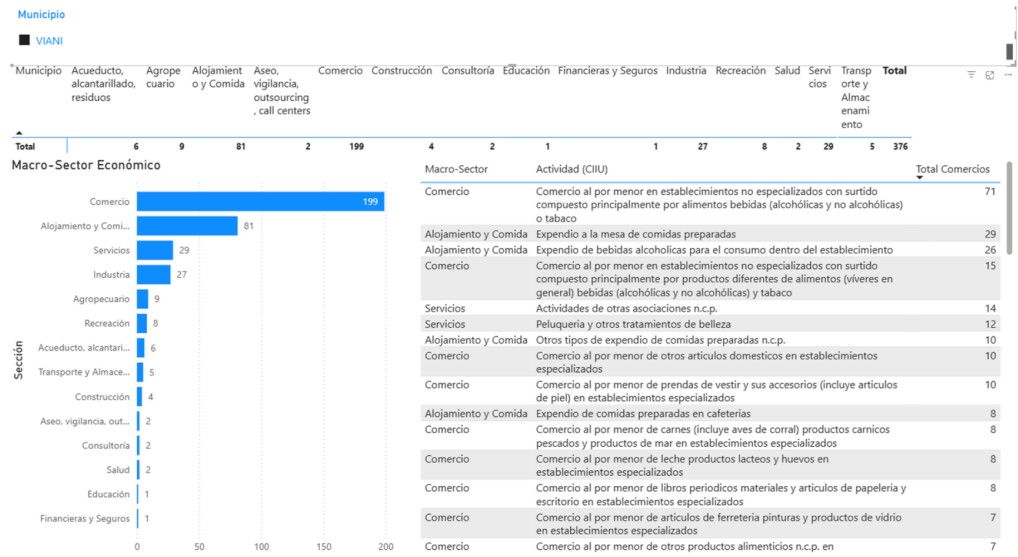 Municipio
VIANI
Municipio Acueducto, Agrope Alojamient Aseo, Comercio Construcción Consultoría Educación Financieras y Seguros Industria Recreación Salud Servi Transp Total
alcantarillado, cuario o y Comida vigilancia, cios orte y
residuos outsourcing Almac
, call centers enami
ento
Total 6 9 81 2 199 4 2 1 1 27 8 2 29 5 376
Macro-Sector Económico
Sección
Comercio 199
Alojamiento y Comi... 81
Servicios 29
Industria 27
Agropecuario 9
Recreación 8
Acueducto, alcantari... 6
Transporte y Almace... 5
Construcción 4
Aseo, vigilancia, out... 2
Consultoría 2
Salud 2
Educación 1
Financieras y Seguros 1
0 50 100 150 200
Macro-Sector Actividad (CIIU) Total Comercios
Comercio Comercio al por menor en establecimientos no especializados con surtido 71
compuesto principalmente por alimentos bebidas (alcohólicas y no alcohólicas)
o tabaco
Alojamiento y Comida Expendio a la mesa de comidas preparadas 29
Alojamiento y Comida Expendio de bebidas alcoholicas para el consumo dentro del establecimiento 26
Comercio Comercio al por menor en establecimientos no especializados con surtido 15
compuesto principalmente por productos diferentes de alimentos (víveres en
general) bebidas (alcohólicas y no alcohólicas) y tabaco
Servicios Actividades de otras asociaciones n.c.p. 14
Servicios Peluqueria y otros tratamientos de belleza 12
Alojamiento y Comida Otros tipos de expendio de comidas preparadas n.c.p. 10
Comercio Comercio al por menor de otros articulos domesticos en establecimientos 10
especializados
Comercio Comercio al por menor de prendas de vestir y sus accesorios (incluye articulos 10
de piel) en establecimientos especializados
Alojamiento y Comida Expendio de comidas preparadas en cafeterias 8
Comercio Comercio al por menor de carnes (incluye aves de corral) productos carnicos 8
pescados y productos de mar en establecimientos especializados
Comercio Comercio al por menor de leche productos lacteos y huevos en 8
establecimientos especializados
Comercio Comercio al por menor de libros periodicos materiales y articulos de papeleria y 8
escritorio en establecimientos especializados
Comercio Comercio al por menor de articulos de ferreteria pinturas y productos de vidrio 7
en establecimientos especializados
Comercio Comercio al por menor de otros productos alimenticios n.c.p. en 7